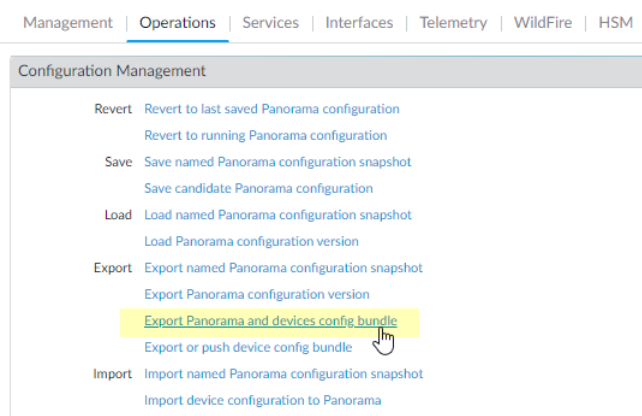 Management | Operations | Services | Interfaces | Telemetry | WildFire | HSM
Configuration Management
Revert Revert to last saved Panorama configuration
Revert to running Panorama configuration
Save Save named Panorama configuration snapshot
Save candidate Panorama configuration
Load Load named Panorama configuration snapshot
Load Panorama configuration version
Export Export named Panorama configuration snapshot
Export Panorama configuration version
Export Panorama and devices config bundle
Export or push device config bundle
Import Import named Panorama configuration snapshot
Import device configuration to Panorama